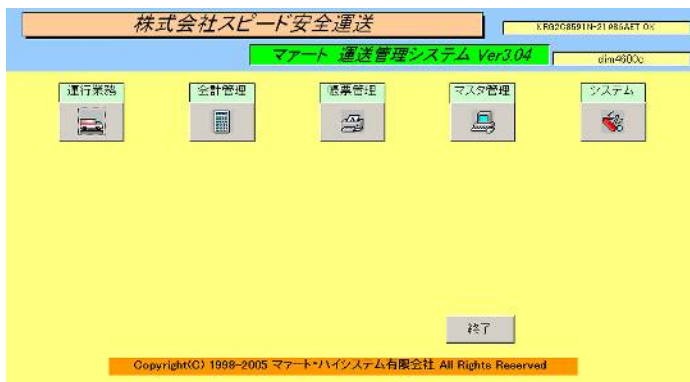 株式会社スピード安全運送
マァート 運送管理システム Ver3.04
dim4600c
運行業務
会計管理
帳票管理
マスタ管理
システム
終了
Copyright(C) 1998-2005 マァート・ハイシステム有限会社 All Rights Reserved